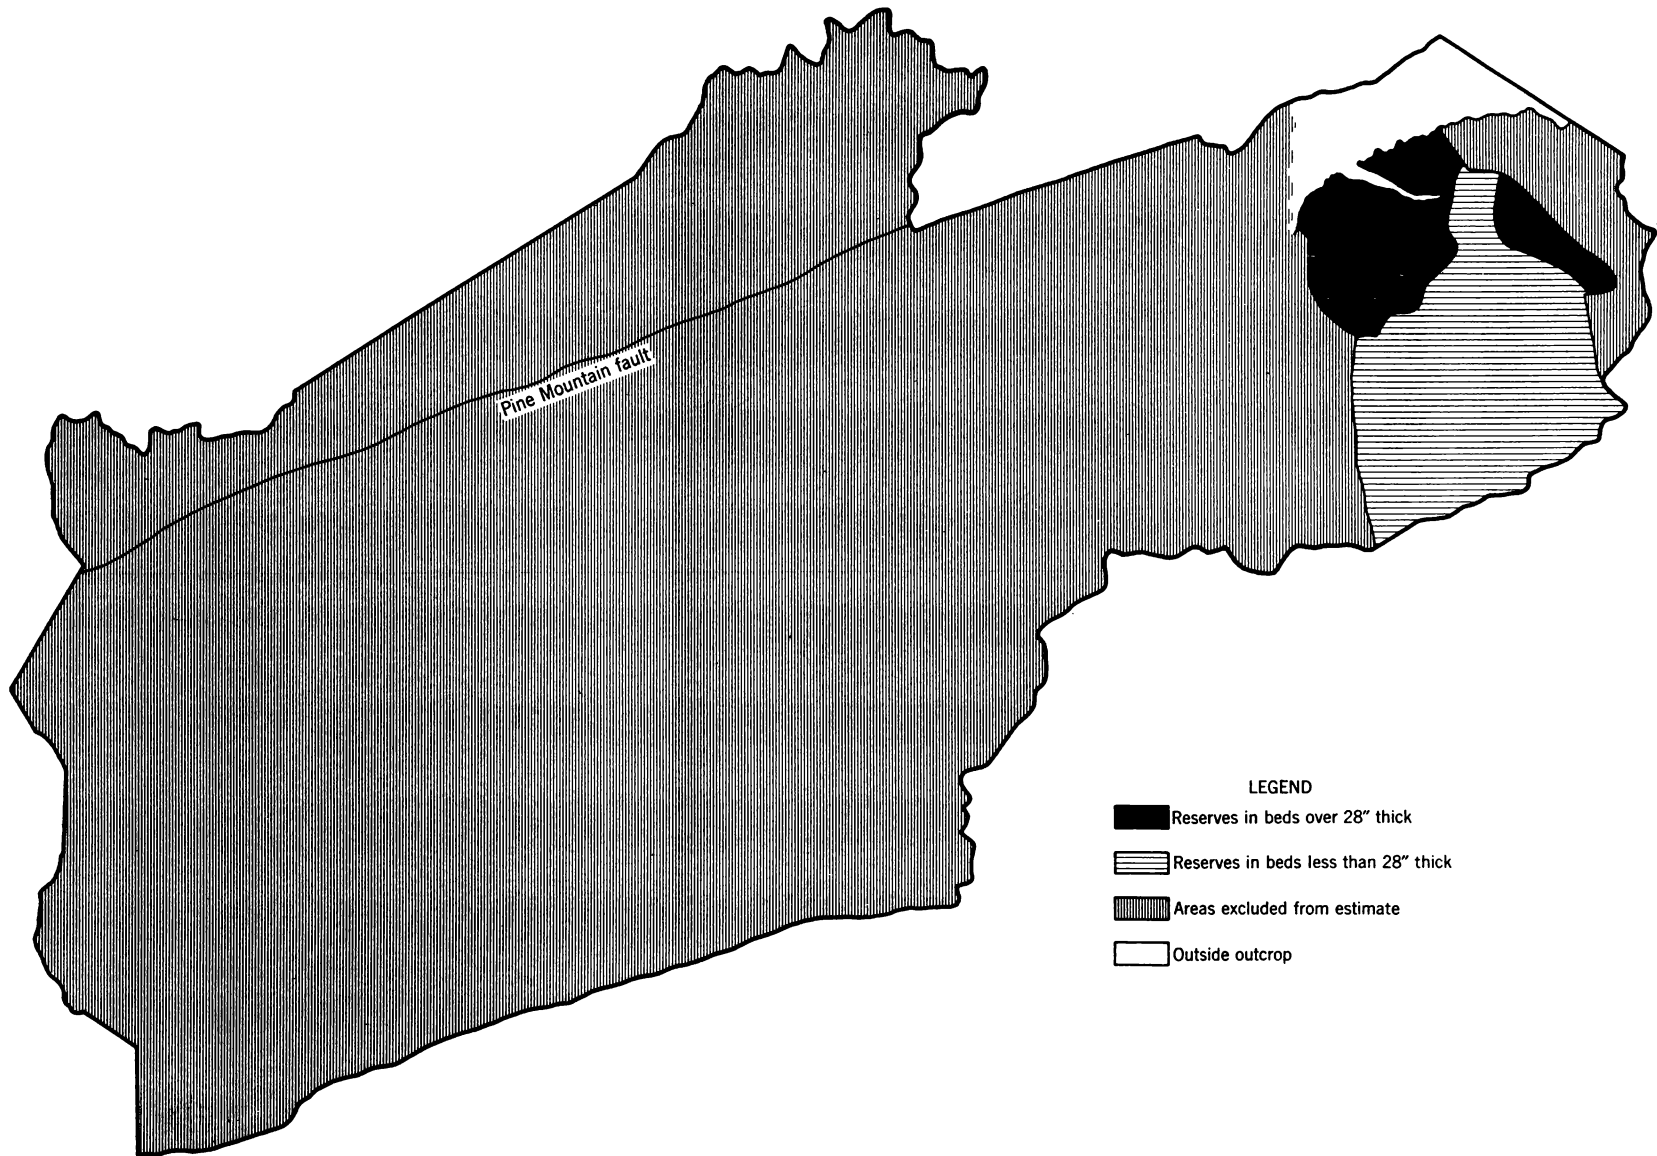 Pine Mountain fault
LEGEND
Reserves in beds over 28″ thick
Reserves in beds less than 28″ thick
Areas excluded from estimate
Outside outcrop